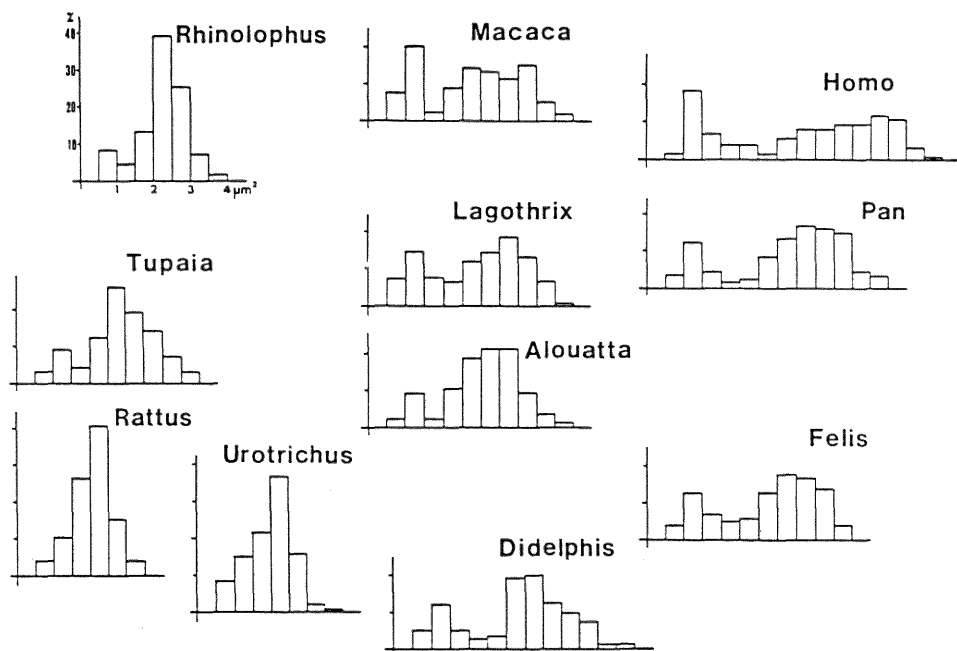 %
40
30
20
10
1 2 3 4 µm²
Rhinolophus
Macaca
Homo
Lagothrix
Pan
Tupaia
Alouatta
Rattus
Urotrichus
Felis
Didelphis